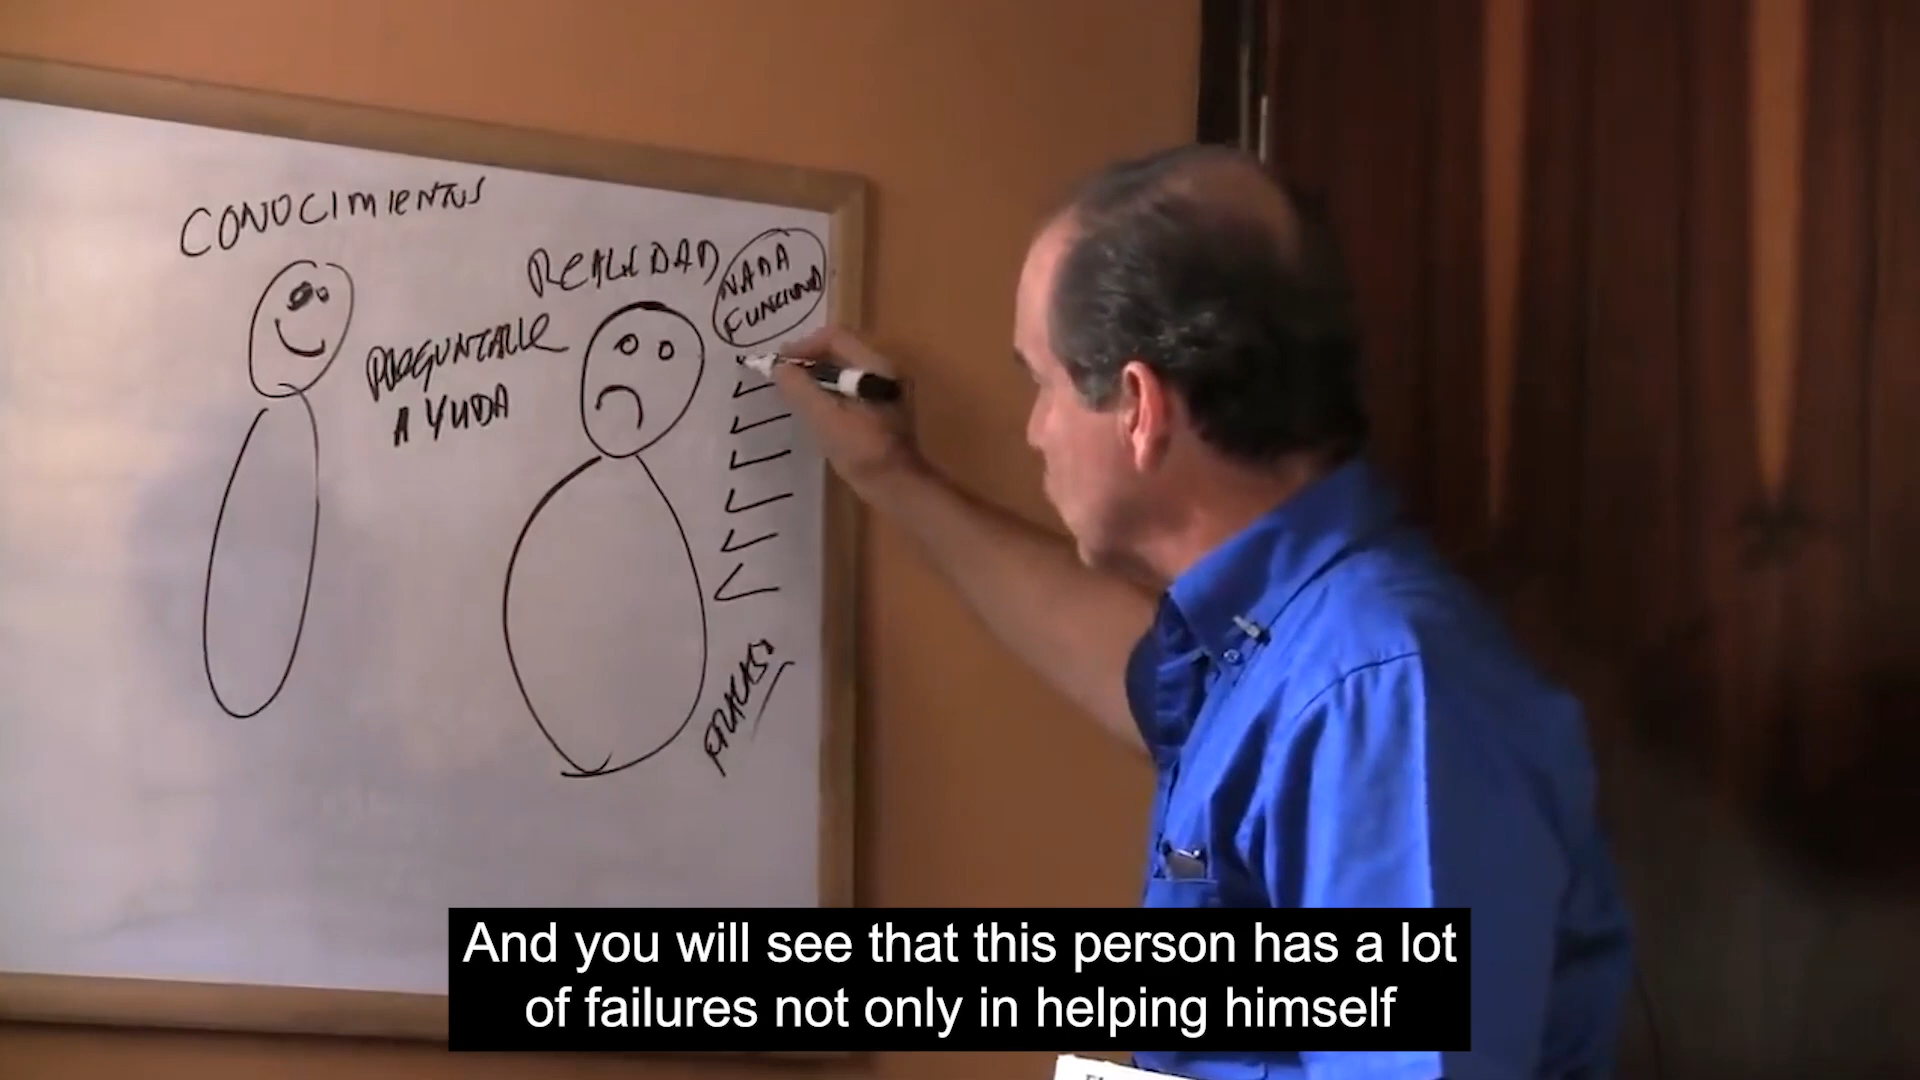 CONOCIMIENTOS
REALIDAD
NADA
FUNCIONA
PREGUNTARLE
AYUDA
FRACASO
And you will see that this person has a lot
of failures not only in helping himself